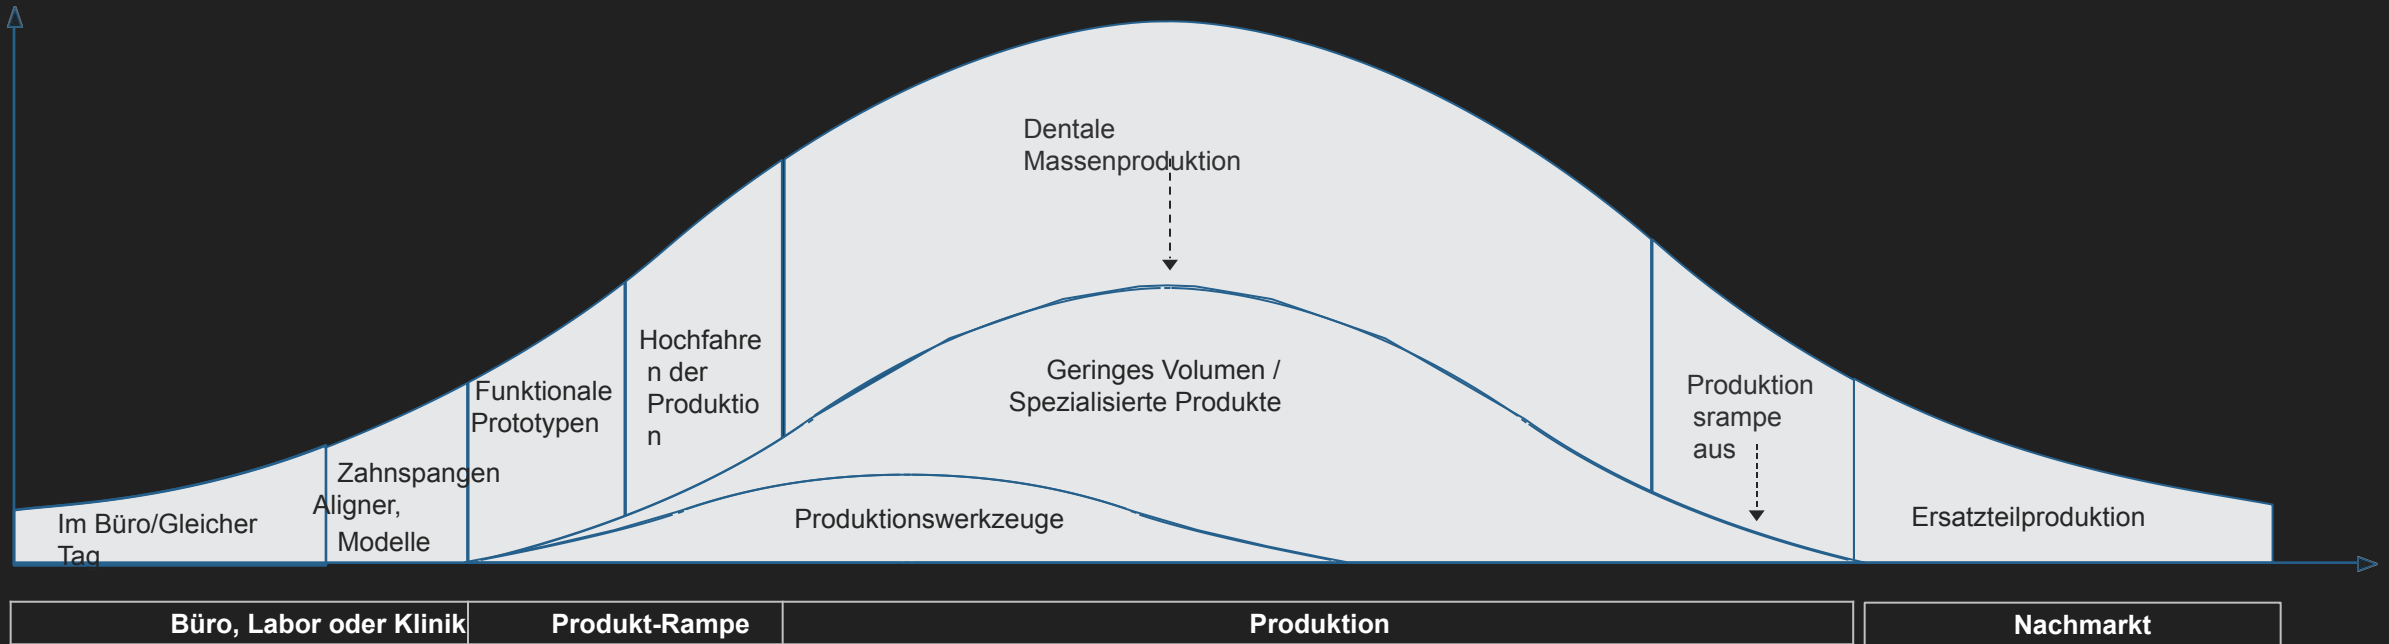 Dentale
Massenproduktion
Hochfahre
n der
Produktio
n
Geringes Volumen /
Spezialisierte Produkte
Funktionale
Prototypen
Produktion
srampe
aus
Zahnspangen
Aligner,
Modelle
Im Büro/Gleicher
Tag
Produktionswerkzeuge
Ersatzteilproduktion
Büro, Labor oder Klinik
Produkt-Rampe
Produktion
Nachmarkt